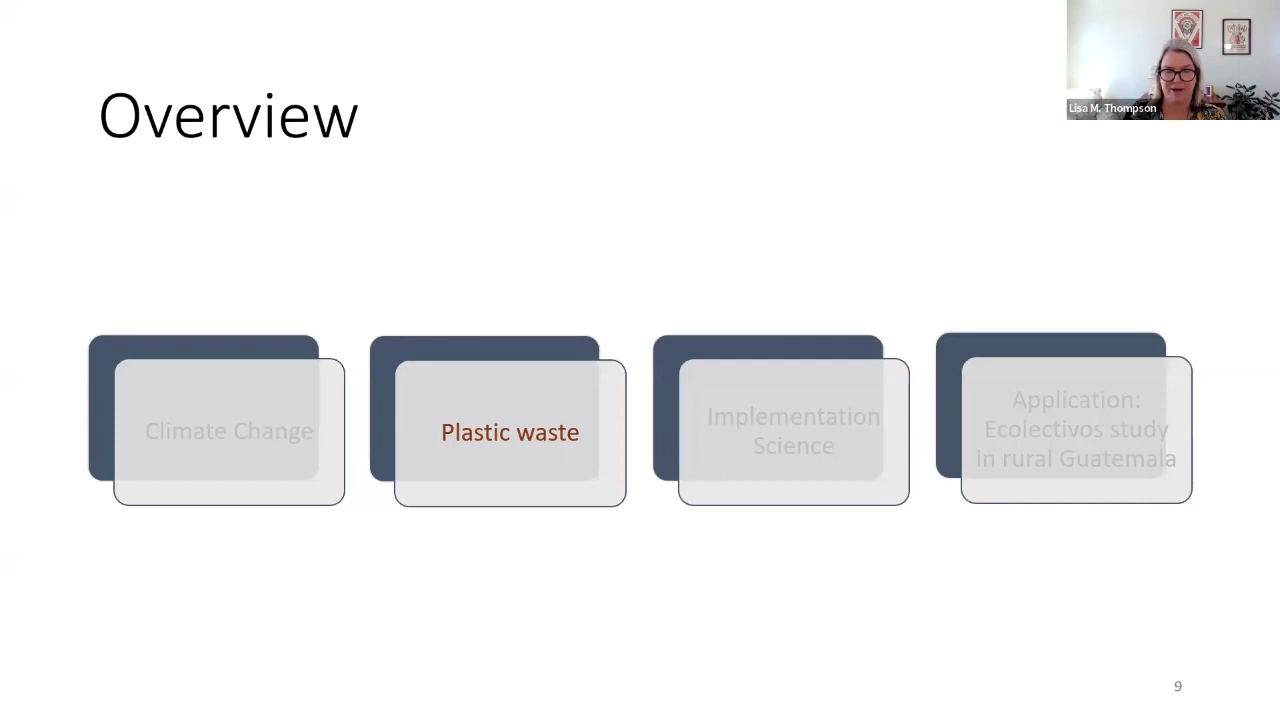 Overview
Lisa M. Thompson
Climate Change
Plastic waste
Implementation
Science
Application:
Ecolectivos study
in rural Guatemala
9